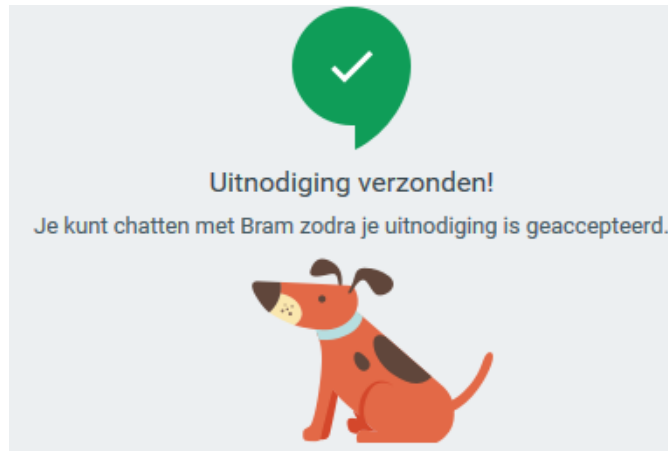 Uitnodiging verzonden!
Je kunt chatten met Bram zodra je uitnodiging is geaccepteerd.